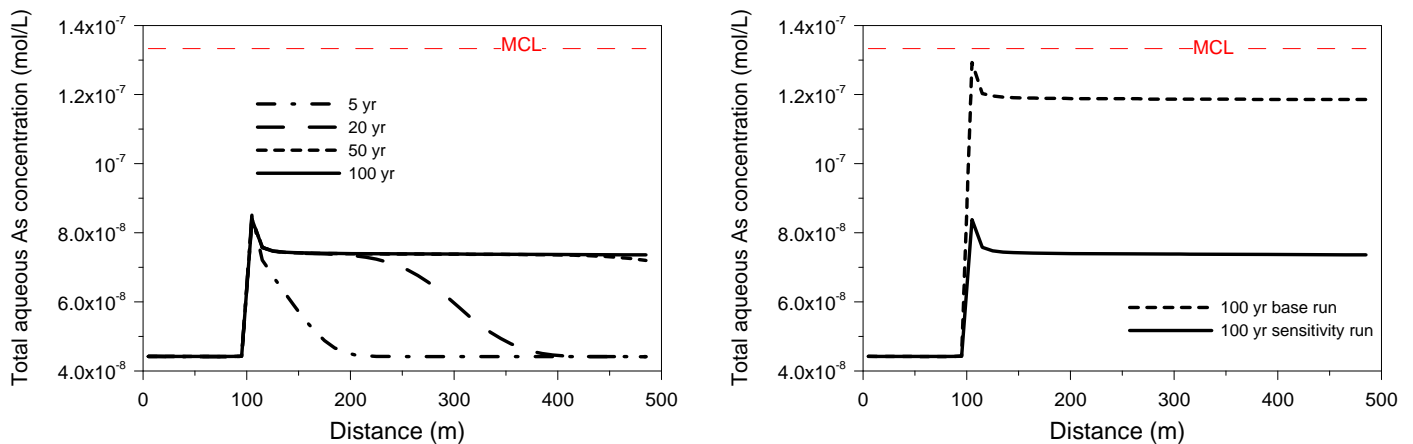 Total aqueous As concentration (mol/L)
1.4x10⁻⁷
1.2x10⁻⁷
10⁻⁷
8.0x10⁻⁸
6.0x10⁻⁸
4.0x10⁻⁸
MCL
5 yr
20 yr
50 yr
100 yr
0 100 200 300 400 500
Distance (m)
Total aqueous As concentration (mol/L)
1.4x10⁻⁷
1.2x10⁻⁷
10⁻⁷
8.0x10⁻⁸
6.0x10⁻⁸
4.0x10⁻⁸
MCL
100 yr base run
100 yr sensitivity run
0 100 200 300 400 500
Distance (m)